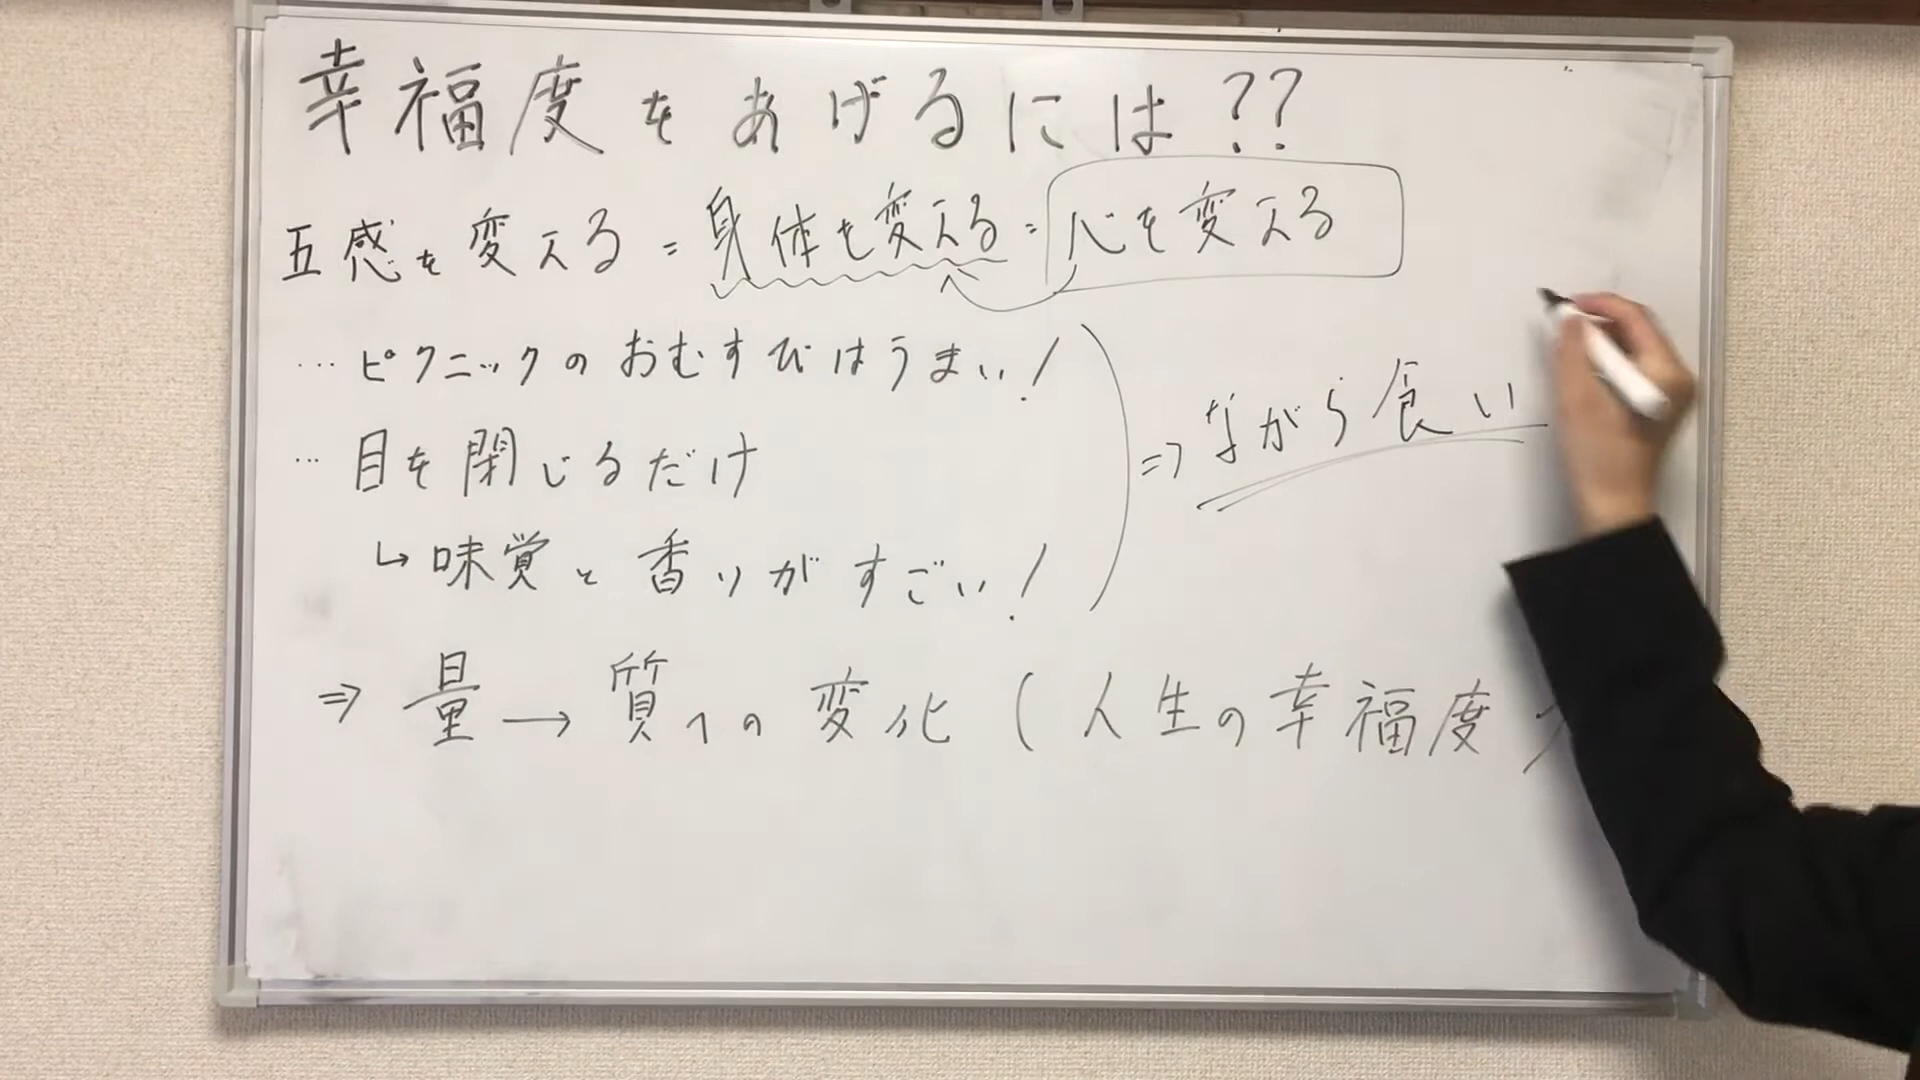 幸福度をあげるには??
五感を変える=身体を変える=心を変える
…ピクニックのおむすびはうまい!
⇒ながら食い
…目を閉じるだけ
↳味覚と香りがすごい!
⇒量→質への変化(人生の幸福度